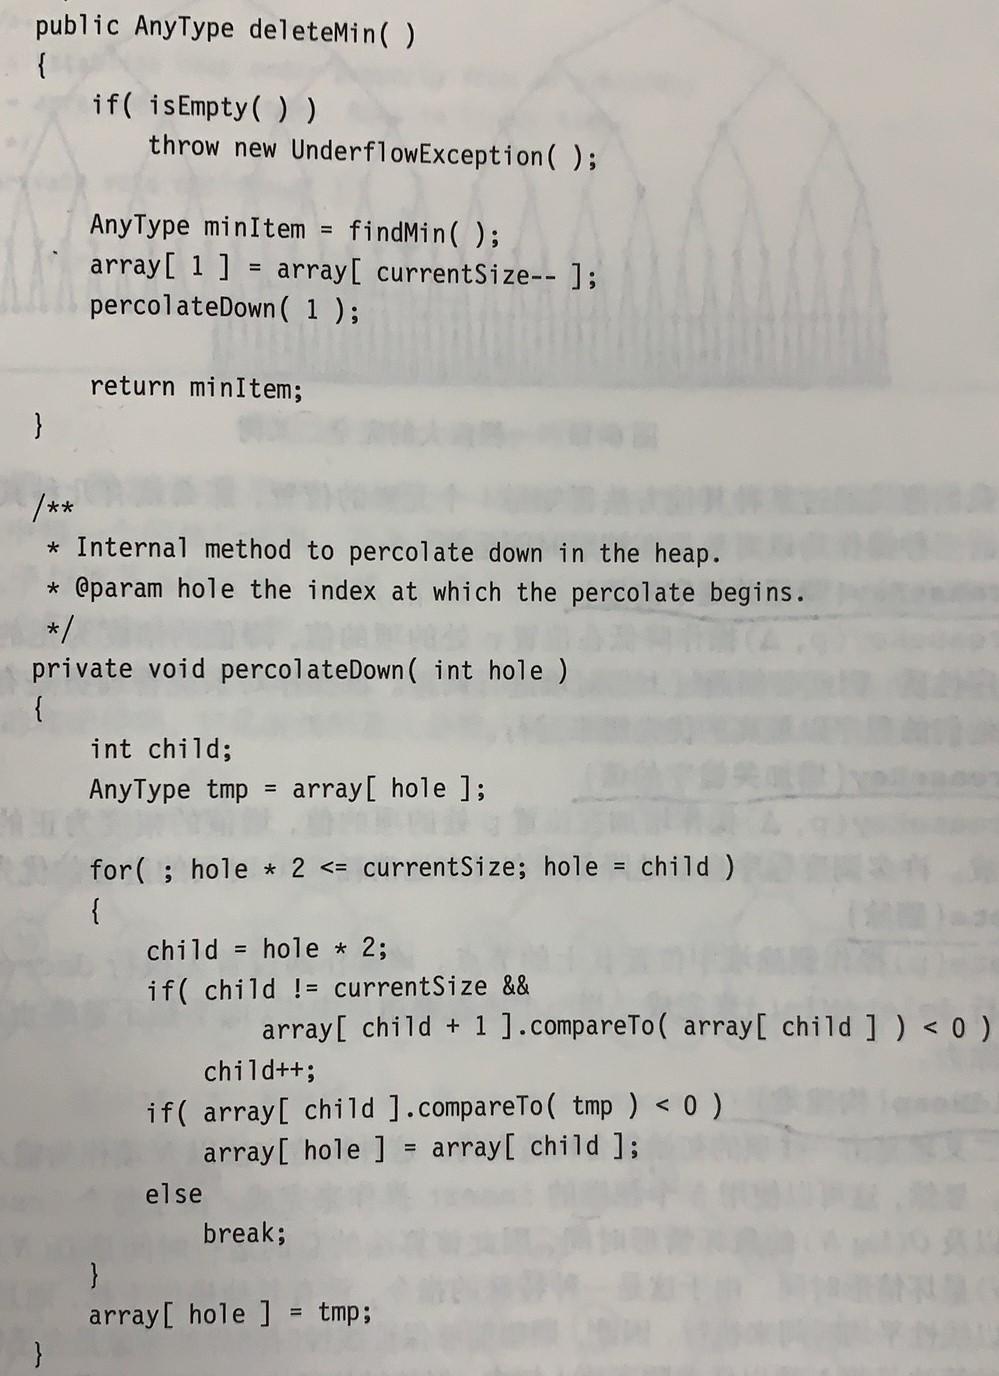 public AnyType deleteMin( )
{
    if( isEmpty( ) )
        throw new UnderflowException( );

    AnyType minItem = findMin( );
    array[ 1 ] = array[ currentSize-- ];
    percolateDown( 1 );

    return minItem;
}

/**
 * Internal method to percolate down in the heap.
 * @param hole the index at which the percolate begins.
 */
private void percolateDown( int hole )
{
    int child;
    AnyType tmp = array[ hole ];

    for( ; hole * 2 <= currentSize; hole = child )
    {
        child = hole * 2;
        if( child != currentSize &&
                array[ child + 1 ].compareTo( array[ child ] ) < 0 )
            child++;
        if( array[ child ].compareTo( tmp ) < 0 )
            array[ hole ] = array[ child ];
        else
            break;
    }
    array[ hole ] = tmp;
}